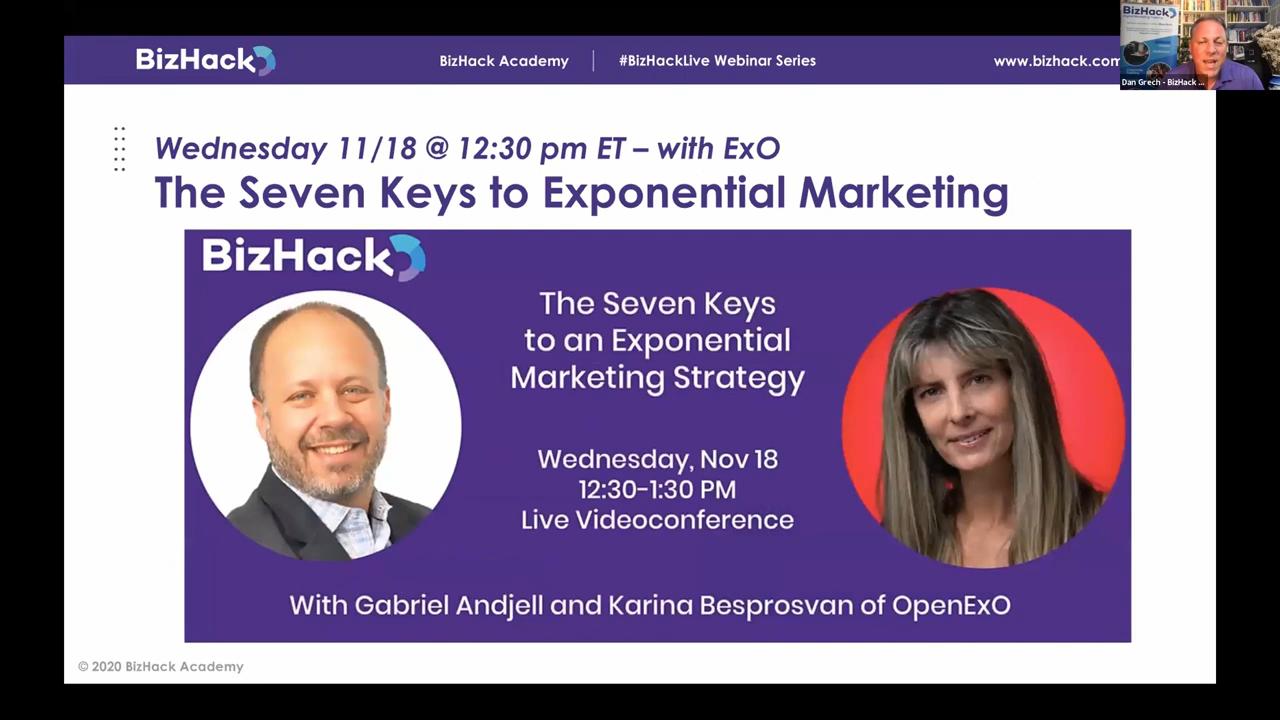 BizHack
BizHack Academy
#BizHackLive Webinar Series
www.bizhack.com
BizHack
Dan Grech - BizHack ...
Wednesday 11/18 @ 12:30 pm ET – with ExO
The Seven Keys to Exponential Marketing
BizHack
The Seven Keys
to an Exponential
Marketing Strategy
Wednesday, Nov 18
12:30-1:30 PM
Live Videoconference
With Gabriel Andjell and Karina Besprosvan of OpenExO
© 2020 BizHack Academy